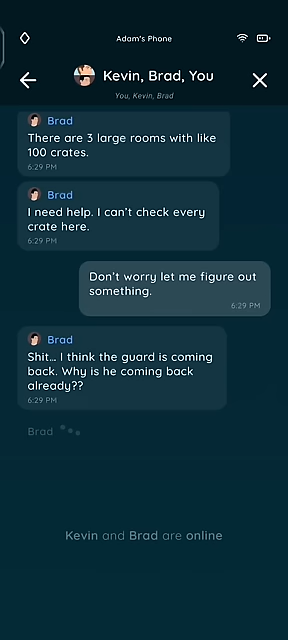 Adam's Phone
Kevin, Brad, You
You, Kevin, Brad
Brad
There are 3 large rooms with like
100 crates.
6:29 PM
Brad
I need help. I can't check every
crate here.
6:29 PM
Don't worry let me figure out
something.
6:29 PM
Brad
Shit... I think the guard is coming
back. Why is he coming back
already??
6:29 PM
Brad
Kevin and Brad are online